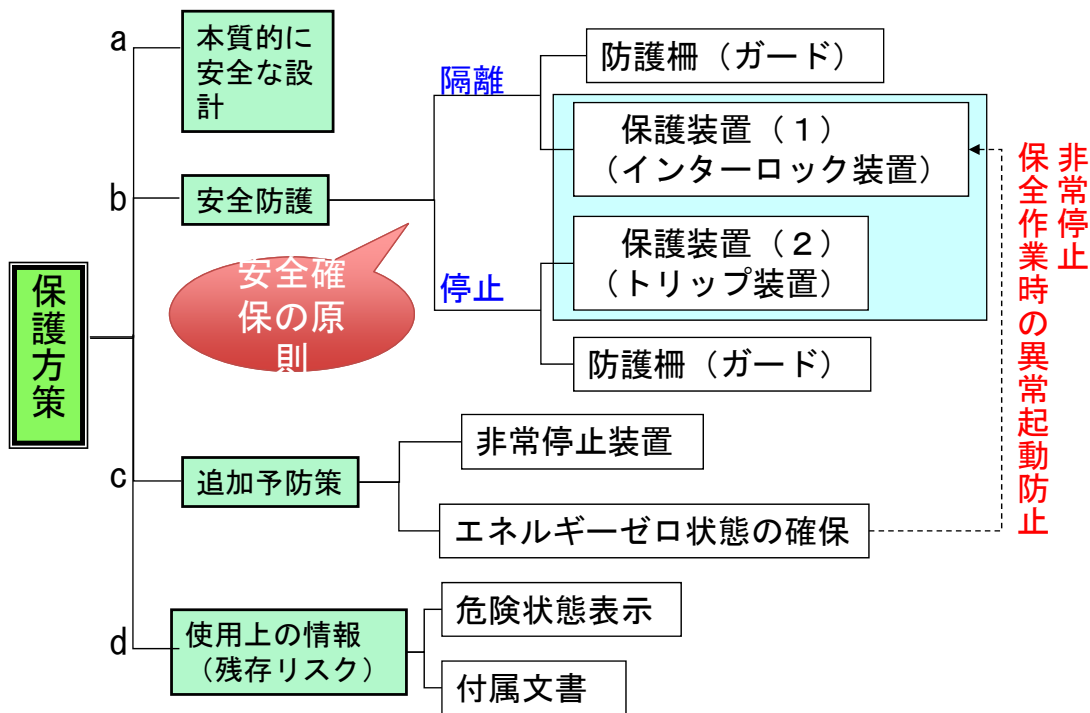 保護方策
a
本質的に
安全な設
計
b
安全防護
安全確
保の原
則
隔離
防護柵（ガード）
保護装置（１）
（インターロック装置）
停止
保護装置（２）
（トリップ装置）
防護柵（ガード）
非常停止
保全作業時の異常起動防止
c
追加予防策
非常停止装置
エネルギーゼロ状態の確保
d
使用上の情報
（残存リスク）
危険状態表示
付属文書